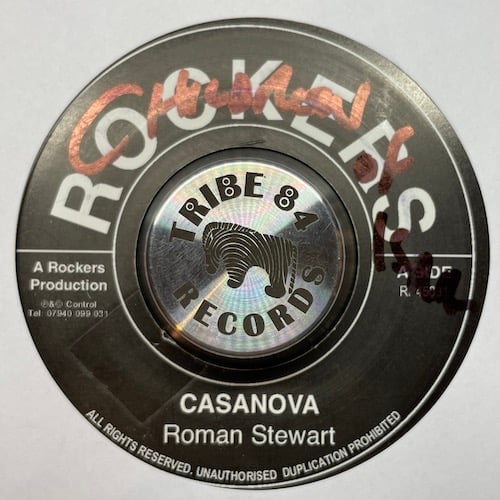 ROCKERS
TRIBE 84
RECORDS
A Rockers
Production
℗&© Control
Tel: 07940 099 031
A SIDE
CASANOVA
Roman Stewart
ALL RIGHTS RESERVED. UNAUTHORISED DUPLICATION PROHIBITED